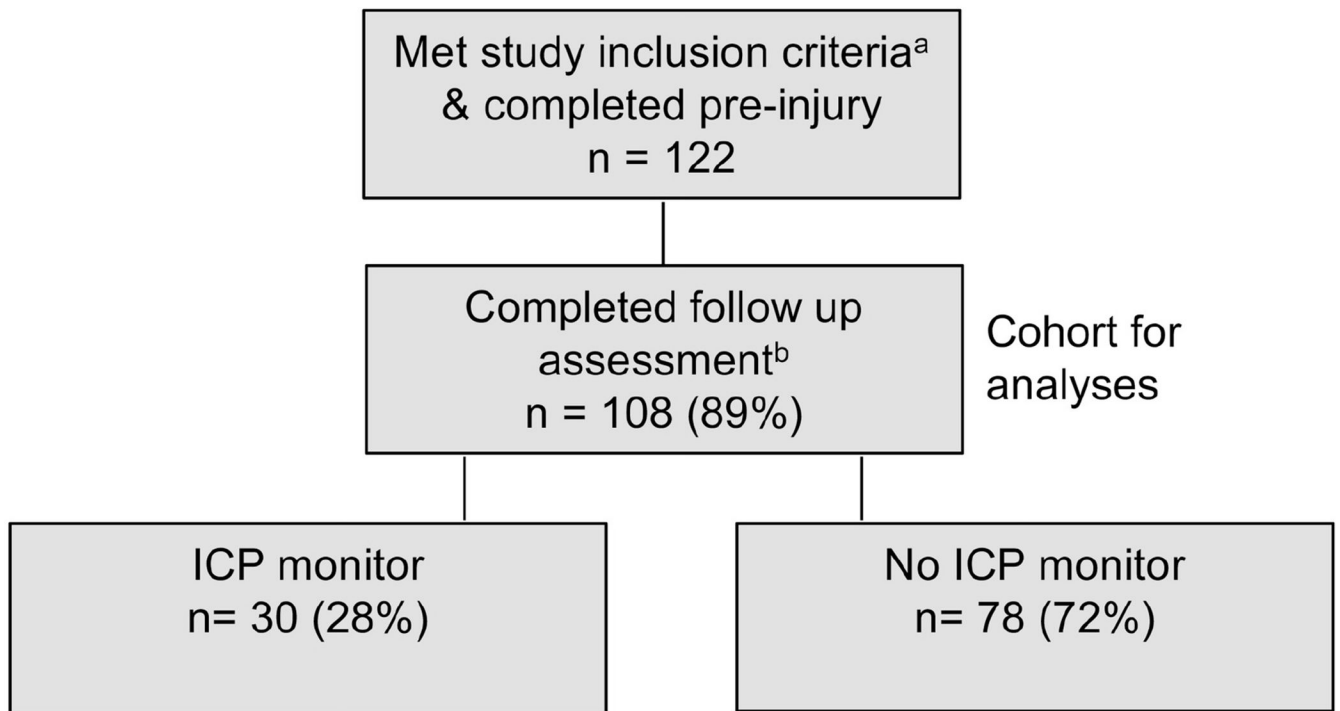 Met study inclusion criteriaᵃ
& completed pre-injury
n = 122
Completed follow up
assessmentᵇ
n = 108 (89%)
Cohort for
analyses
ICP monitor
n= 30 (28%)
No ICP monitor
n= 78 (72%)